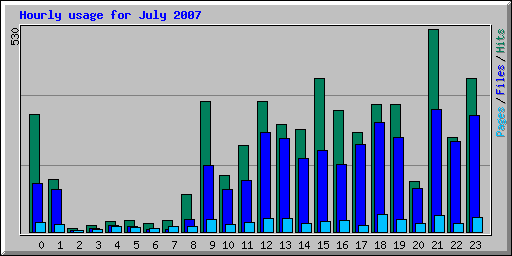 Hourly usage for July 2007
530
Pages / Files / Hits
0 1 2 3 4 5 6 7 8 9 10 11 12 13 14 15 16 17 18 19 20 21 22 23